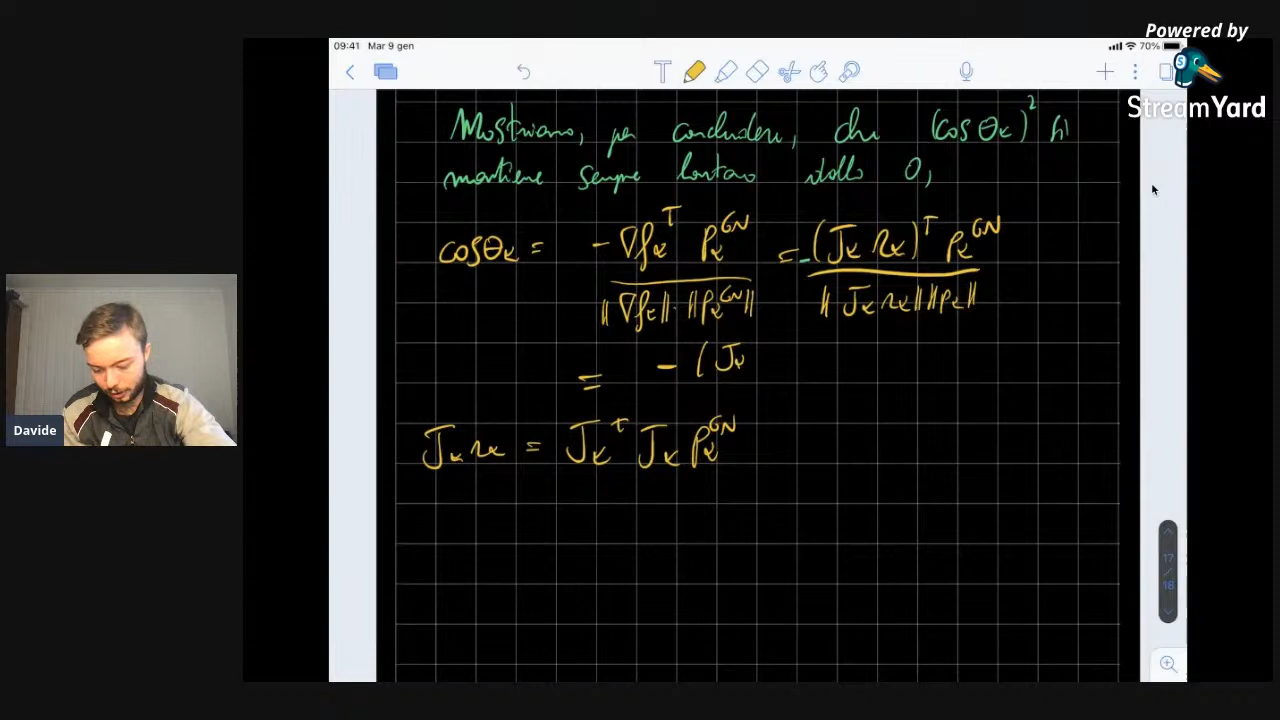 Powered by
StreamYard
09:41 Mar 9 gen
70%
Mostriamo, per concludere, che (cos θₖ)² si
mantiene sempre lontano dallo 0,
cos θₖ = -∇fₖᵀ pₖᴳᴺ / ‖∇fₖ‖·‖pₖᴳᴺ‖ = -(Jₖ rₖ)ᵀ pₖᴳᴺ / ‖Jₖ rₖ‖ ‖pₖ‖
= - (Jₖ
Jₖ rₖ = Jₖᵀ Jₖ pₖᴳᴺ
Davide
17
/
18